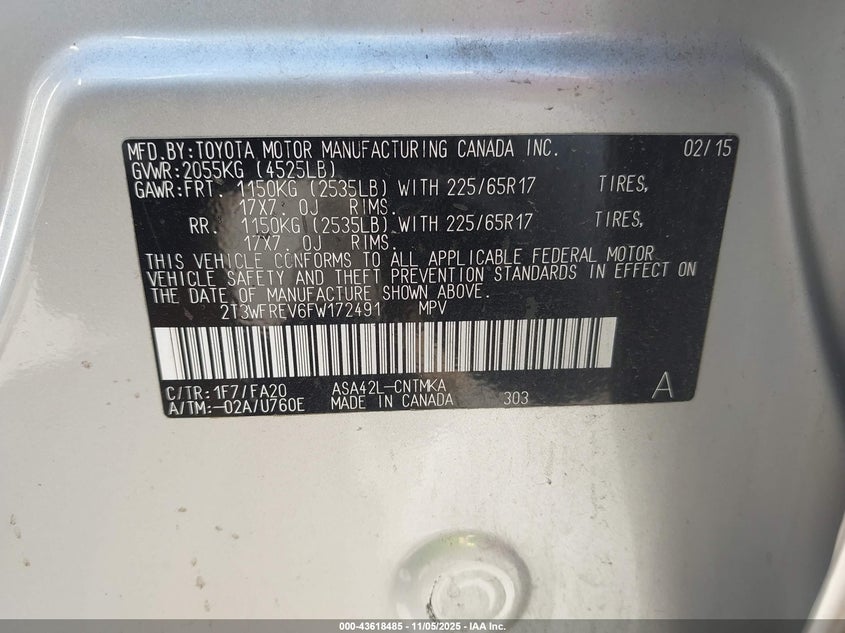 MFD.BY:TOYOTA MOTOR MANUFACTURING CANADA INC. 02/15
GVWR:2055KG (4525LB)
GAWR:FRT 1150KG (2535LB) WITH 225/65R17 TIRES,
17X7.0J RIMS.
RR. 1150KG (2535LB) WITH 225/65R17 TIRES,
17X7.0J RIMS.
THIS VEHICLE CONFORMS TO ALL APPLICABLE FEDERAL MOTOR
VEHICLE SAFETY AND THEFT PREVENTION STANDARDS IN EFFECT ON
THE DATE OF MANUFACTURE SHOWN ABOVE.
2T3WFREV6FW172491 MPV
C/TR:1F7/FA20 ASA42L-CNTMKA A
A/TM:-02A/U760E MADE IN CANADA 303
000-43618485 - 11/05/2025 - IAA Inc.